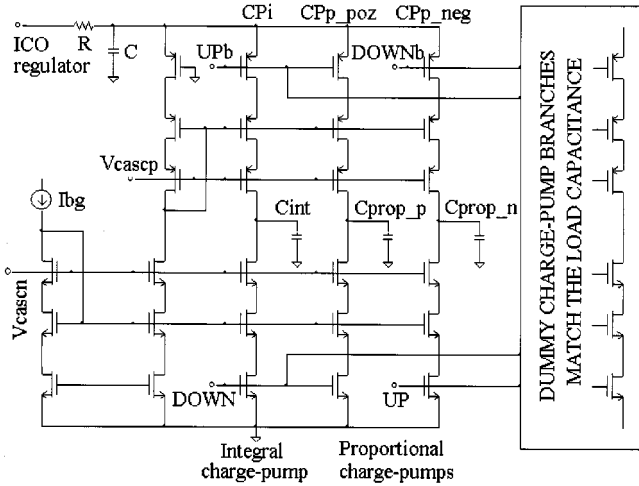 CPi CPp_poz CPp_neg
ICO
regulator
R
C
UPb
DOWNb
Vcascp
Ibg
Cint
Cprop_p
Cprop_n
Vcascn
DOWN
UP
Integral
charge-pump
Proportional
charge-pumps
DUMMY CHARGE-PUMP BRANCHES
MATCH THE LOAD CAPACITANCE